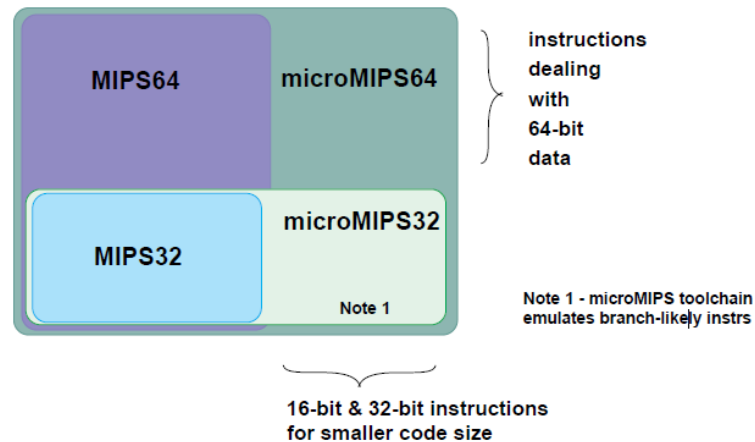 MIPS64
microMIPS64
instructions
dealing
with
64-bit
data
MIPS32
microMIPS32
Note 1
Note 1 - microMIPS toolchain
emulates branch-likely instrs
16-bit & 32-bit instructions
for smaller code size